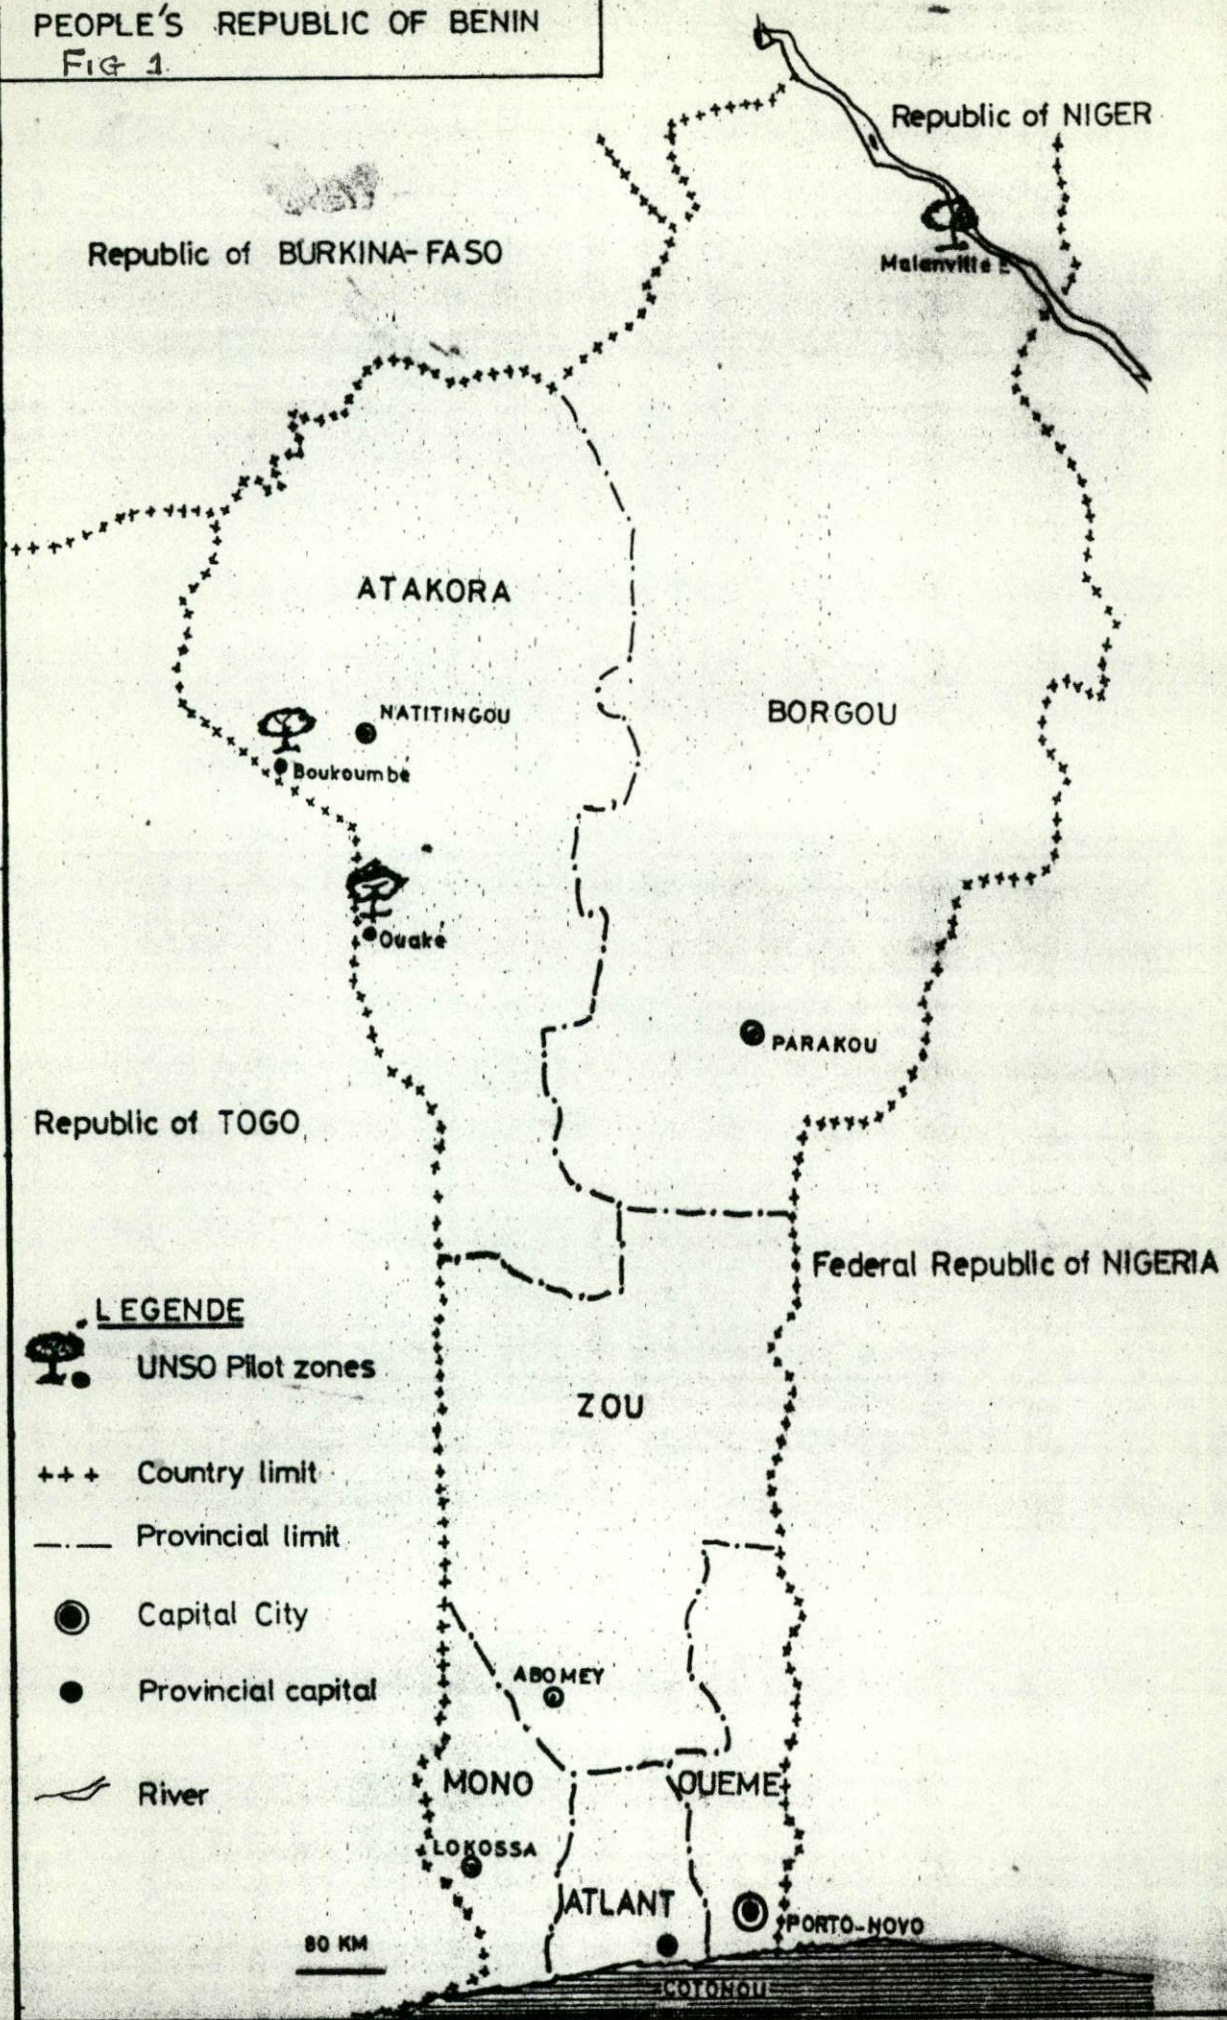 PEOPLE'S REPUBLIC OF BENIN
FIG 1
Republic of NIGER
Republic of BURKINA-FASO
Malanville
ATAKORA
NATITINGOU
BORGOU
Boukoumbé
Ouaké
PARAKOU
Republic of TOGO
Federal Republic of NIGERIA
LEGENDE
UNSO Pilot zones
ZOU
+++ Country limit
Provincial limit
Capital City
ABOMEY
Provincial capital
MONO
OUEME
River
LOKOSSA
ATLANT
PORTO-NOVO
80 KM
COTONOU